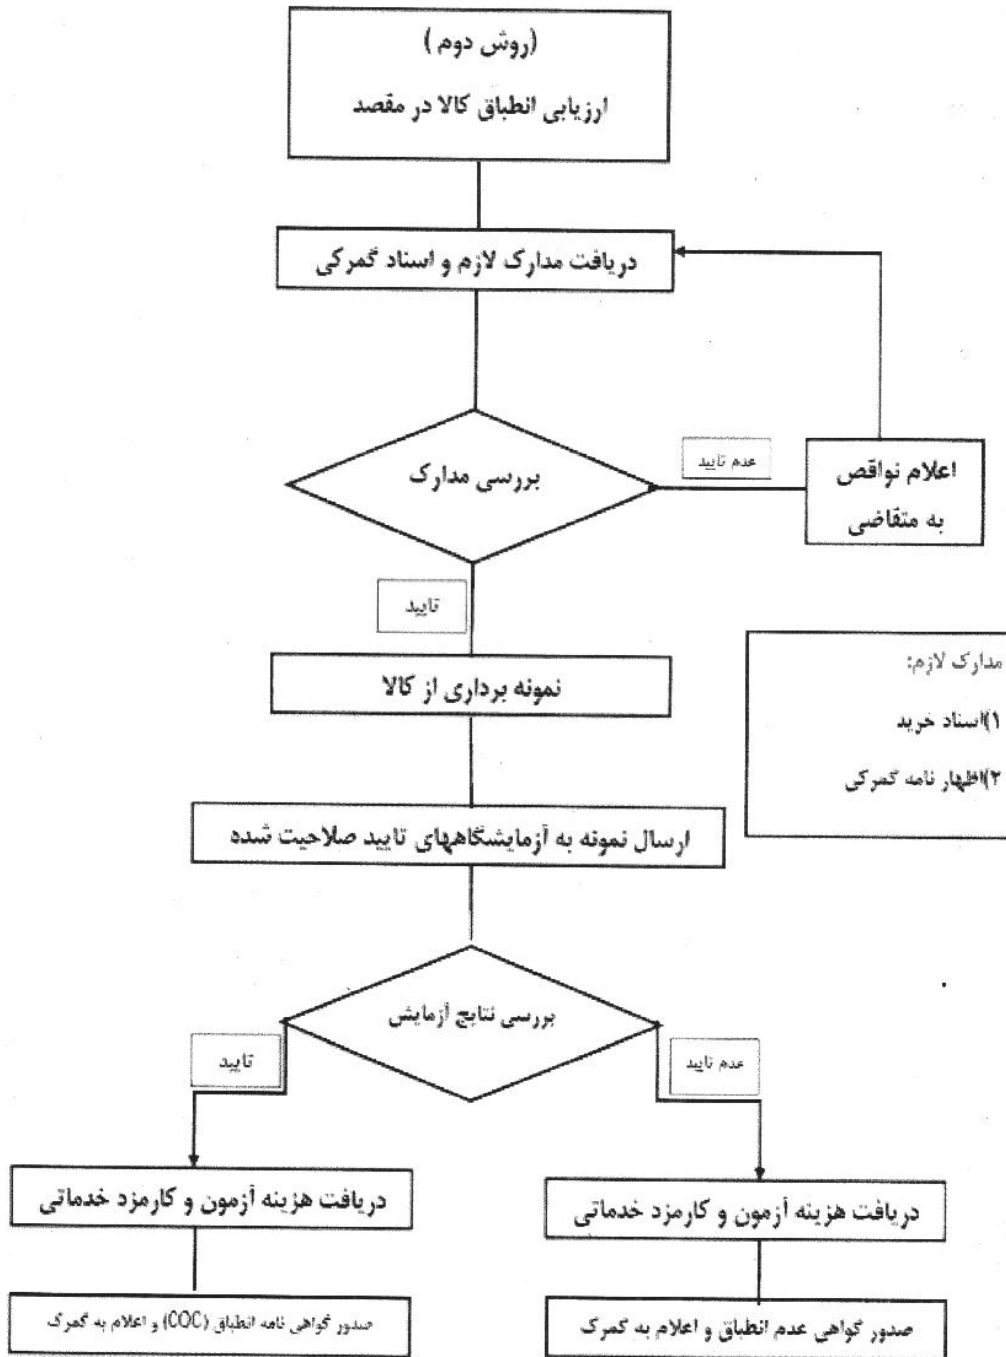 (روش دوم )
ارزیابی انطباق کالا در مقصد
دریافت مدارک لازم و اسناد گمرکی
بررسی مدارک
عدم تایید
اعلام نواقص
به متقاضی
تایید
نمونه برداری از کالا
مدارک لازم:
۱)اسناد خرید
۲)اظهار نامه گمرکی
ارسال نمونه به آزمایشگاههای تایید صلاحیت شده
بررسی نتایج آزمایش
عدم تایید
تایید
دریافت هزینه آزمون و کارمزد خدماتی
دریافت هزینه آزمون و کارمزد خدماتی
صدور گواهی عدم انطباق و اعلام به گمرک
صدور گواهی نامه انطباق (COC) و اعلام به گمرک